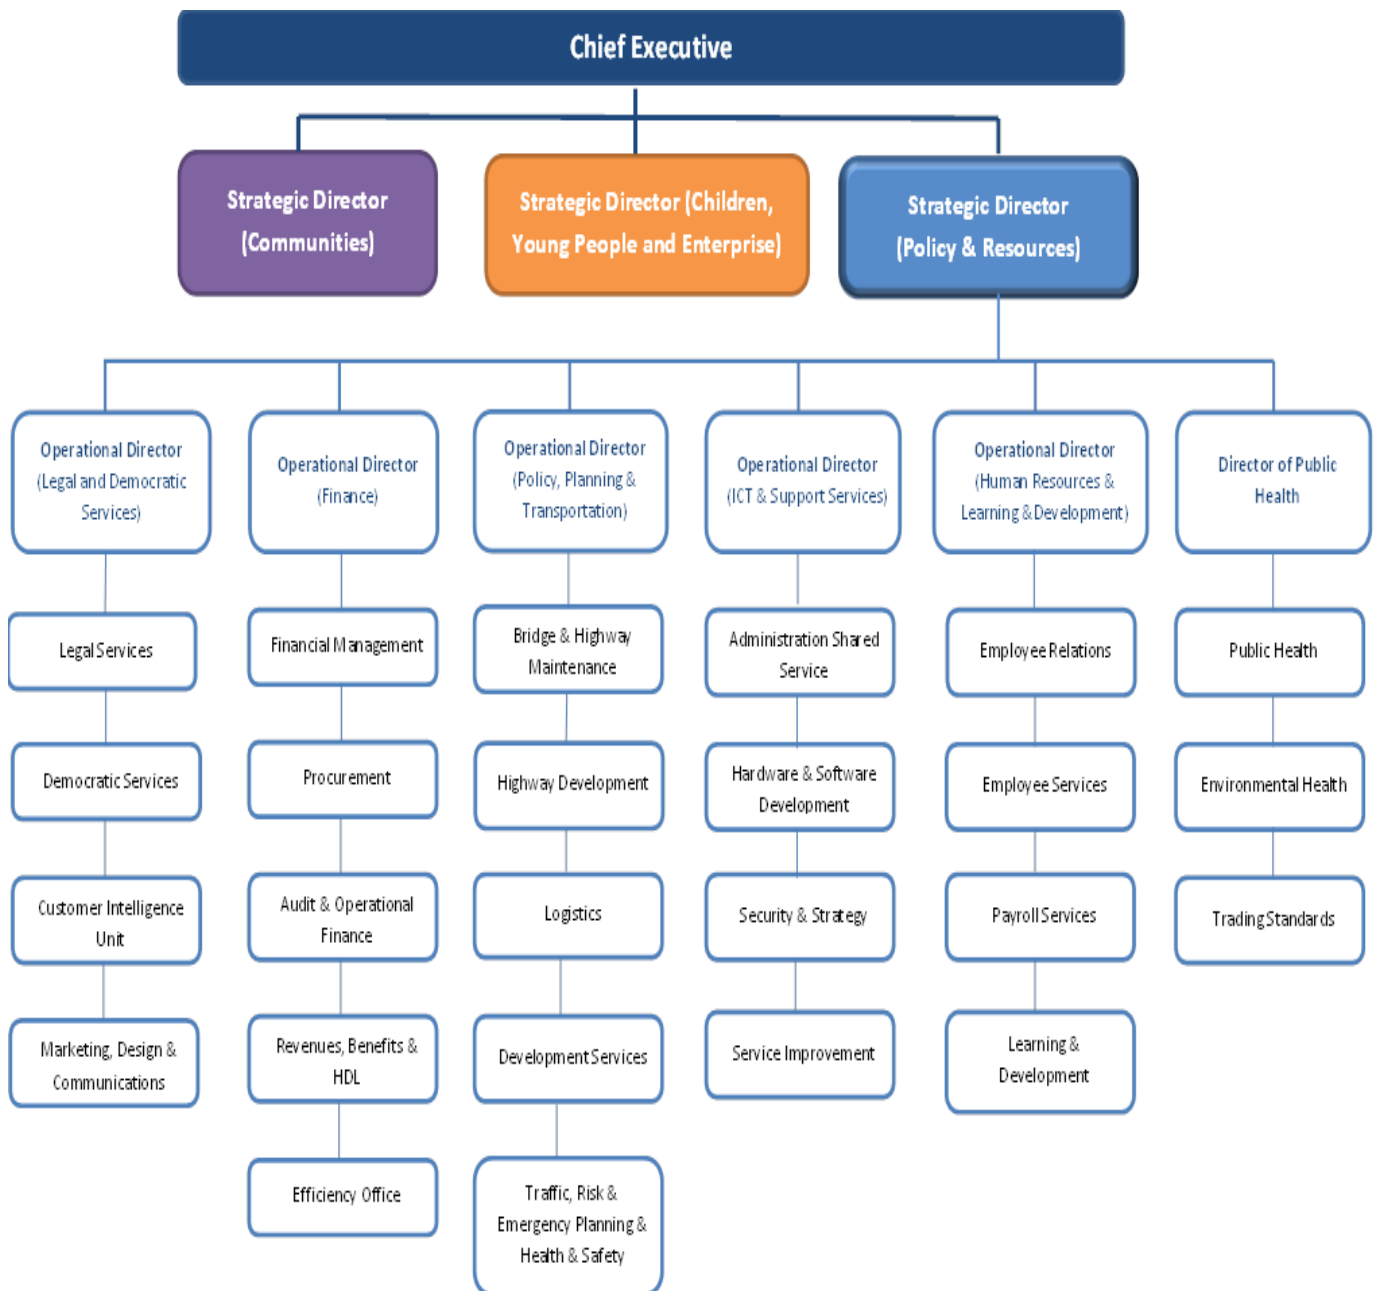 Chief Executive
Strategic Director
(Communities)
Strategic Director (Children,
Young People and Enterprise)
Strategic Director
(Policy & Resources)
Operational Director
(Legal and Democratic
Services)
Operational Director
(Finance)
Operational Director
(Policy, Planning &
Transportation)
Operational Director
(ICT & Support Services)
Operational Director
(Human Resources &
Learning & Development)
Director of Public
Health
Legal Services
Democratic Services
Customer Intelligence
Unit
Marketing, Design &
Communications
Financial Management
Procurement
Audit & Operational
Finance
Revenues, Benefits &
HDL
Efficiency Office
Bridge & Highway
Maintenance
Highway Development
Logistics
Development Services
Traffic, Risk &
Emergency Planning &
Health & Safety
Administration Shared
Service
Hardware & Software
Development
Security & Strategy
Service Improvement
Employee Relations
Employee Services
Payroll Services
Learning &
Development
Public Health
Environmental Health
Trading Standards